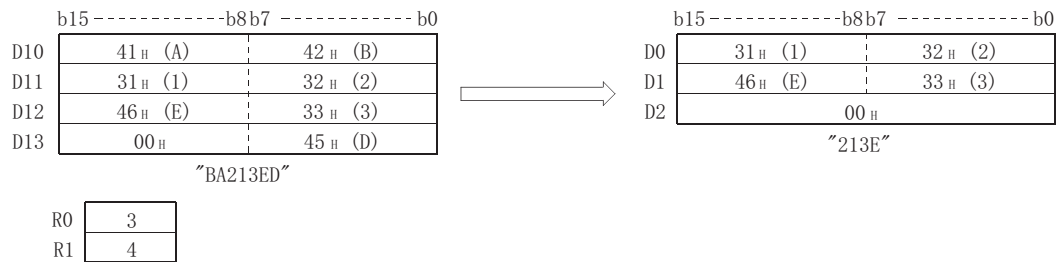 b15 ---------- b8 b7 ---------- b0
D10 41H (A) 42H (B)
D11 31H (1) 32H (2)
D12 46H (E) 33H (3)
D13 00H 45H (D)
"BA213ED"
R0 3
R1 4
b15 ---------- b8 b7 ---------- b0
D0 31H (1) 32H (2)
D1 46H (E) 33H (3)
D2 00H
"213E"